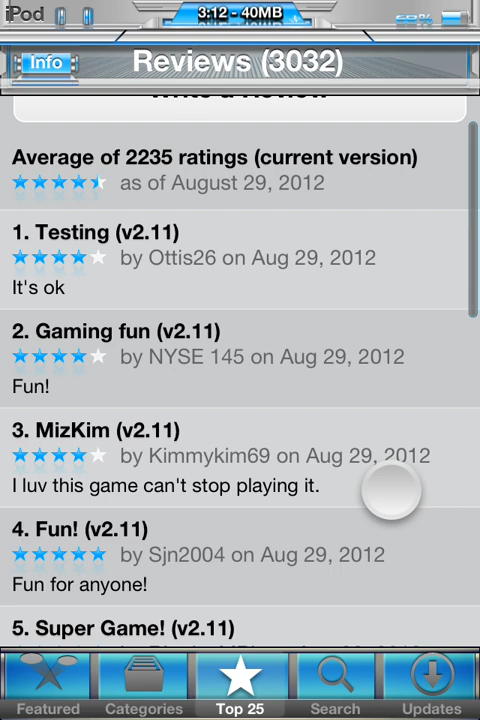 iPod
3:12 - 40MB
68%
Info
Reviews (3032)
Write a Review
Average of 2235 ratings (current version)
as of August 29, 2012
1. Testing (v2.11)
by Ottis26 on Aug 29, 2012
It's ok
2. Gaming fun (v2.11)
by NYSE 145 on Aug 29, 2012
Fun!
3. MizKim (v2.11)
by Kimmykim69 on Aug 29, 2012
I luv this game can't stop playing it.
4. Fun! (v2.11)
by Sjn2004 on Aug 29, 2012
Fun for anyone!
5. Super Game! (v2.11)
Featured
Categories
Top 25
Search
Updates